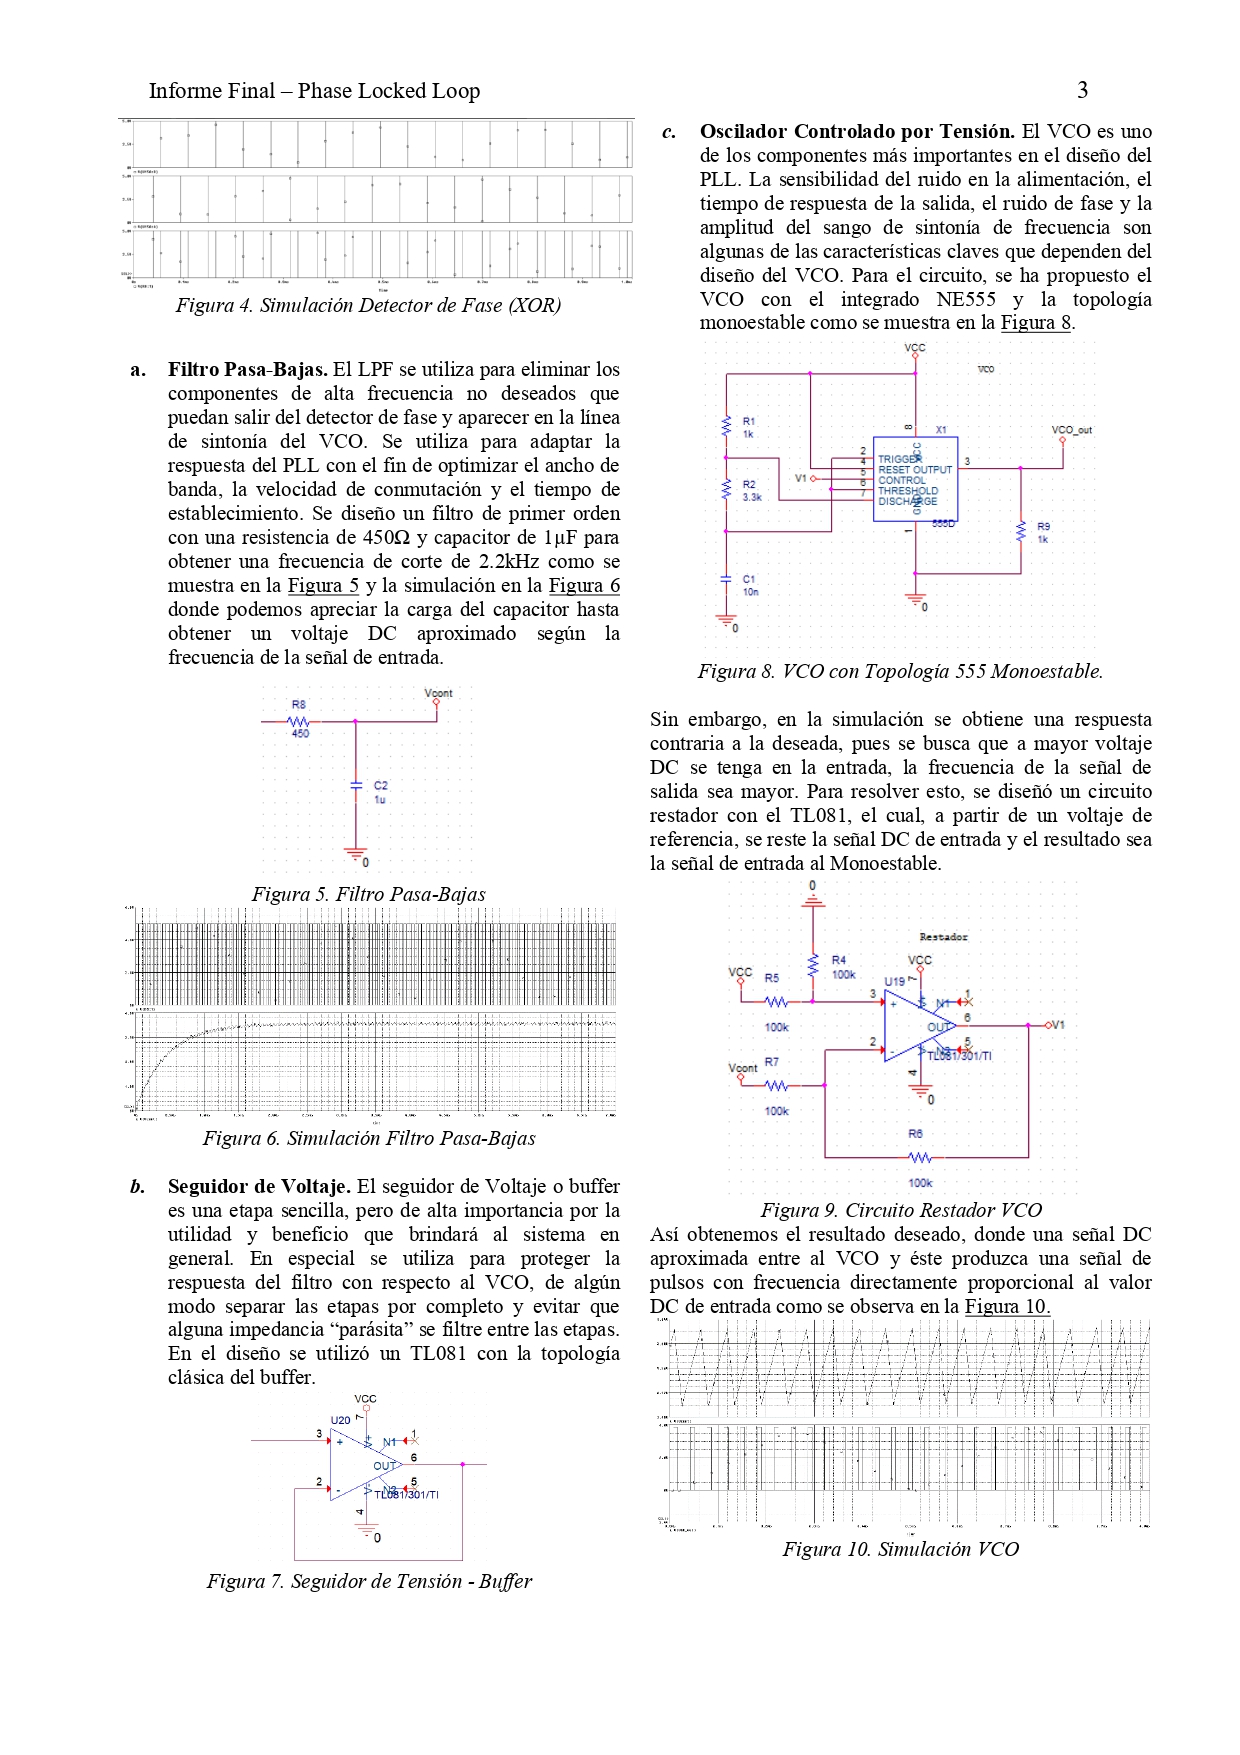 Informe Final – Phase Locked Loop
3
Figura 4. Simulación Detector de Fase (XOR)
a. Filtro Pasa-Bajas. El LPF se utiliza para eliminar los
componentes de alta frecuencia no deseados que
puedan salir del detector de fase y aparecer en la línea
de sintonía del VCO. Se utiliza para adaptar la
respuesta del PLL con el fin de optimizar el ancho de
banda, la velocidad de conmutación y el tiempo de
establecimiento. Se diseño un filtro de primer orden
con una resistencia de 450Ω y capacitor de 1µF para
obtener una frecuencia de corte de 2.2kHz como se
muestra en la Figura 5 y la simulación en la Figura 6
donde podemos apreciar la carga del capacitor hasta
obtener un voltaje DC aproximado según la
frecuencia de la señal de entrada.
Vcont
R8
450
C2
1u
0
Figura 5. Filtro Pasa-Bajas
Figura 6. Simulación Filtro Pasa-Bajas
b. Seguidor de Voltaje. El seguidor de Voltaje o buffer
es una etapa sencilla, pero de alta importancia por la
utilidad y beneficio que brindará al sistema en
general. En especial se utiliza para proteger la
respuesta del filtro con respecto al VCO, de algún
modo separar las etapas por completo y evitar que
alguna impedancia “parásita” se filtre entre las etapas.
En el diseño se utilizó un TL081 con la topología
clásica del buffer.
VCC
U20
7
3
+
V+
N1
1
OUT
6
2
-
V-
N2
5
TL081/301/TI
4
0
Figura 7. Seguidor de Tensión - Buffer
c. Oscilador Controlado por Tensión. El VCO es uno
de los componentes más importantes en el diseño del
PLL. La sensibilidad del ruido en la alimentación, el
tiempo de respuesta de la salida, el ruido de fase y la
amplitud del sango de sintonía de frecuencia son
algunas de las características claves que dependen del
diseño del VCO. Para el circuito, se ha propuesto el
VCO con el integrado NE555 y la topología
monoestable como se muestra en la Figura 8.
VCC
VCO
R1
1k
8
X1
VCO_out
2
TRIGGER
VCC
4
RESET OUTPUT
3
V1
5
CONTROL
6
THRESHOLD
7
DISCHARGE
GND
555D
R2
3.3k
1
R9
1k
C1
10n
0
0
Figura 8. VCO con Topología 555 Monoestable.
Sin embargo, en la simulación se obtiene una respuesta
contraria a la deseada, pues se busca que a mayor voltaje
DC se tenga en la entrada, la frecuencia de la señal de
salida sea mayor. Para resolver esto, se diseñó un circuito
restador con el TL081, el cual, a partir de un voltaje de
referencia, se reste la señal DC de entrada y el resultado sea
la señal de entrada al Monoestable.
0
Restador
R4
100k
VCC
R5
100k
VCC
U19
7
3
+
V+
N1
1
OUT
6
V1
2
-
V-
N2
5
TL081/301/TI
4
0
Vcont
R7
100k
R6
100k
Figura 9. Circuito Restador VCO
Así obtenemos el resultado deseado, donde una señal DC
aproximada entre al VCO y éste produzca una señal de
pulsos con frecuencia directamente proporcional al valor
DC de entrada como se observa en la Figura 10.
Figura 10. Simulación VCO